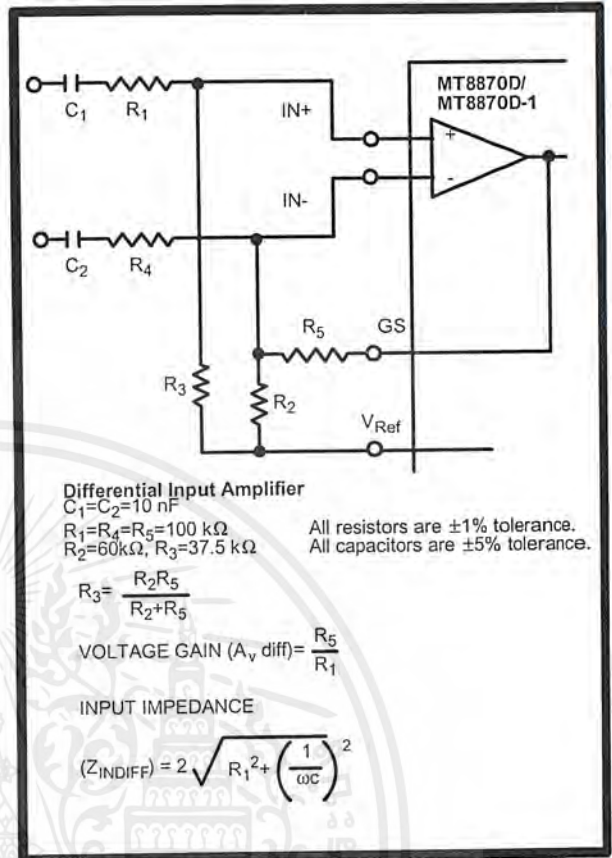 MT8870D/
MT8870D-1
C1
R1
IN+
+
-
IN-
C2
R4
R5
GS
R3
R2
VRef
Differential Input Amplifier
C1=C2=10 nF
R1=R4=R5=100 kΩ
R2=60kΩ, R3=37.5 kΩ
All resistors are ±1% tolerance.
All capacitors are ±5% tolerance.
R3= R2R5 / R2+R5
VOLTAGE GAIN (Av diff)= R5 / R1
INPUT IMPEDANCE
(ZINDIFF) = 2 √ R1²+ (1 / ωc)²